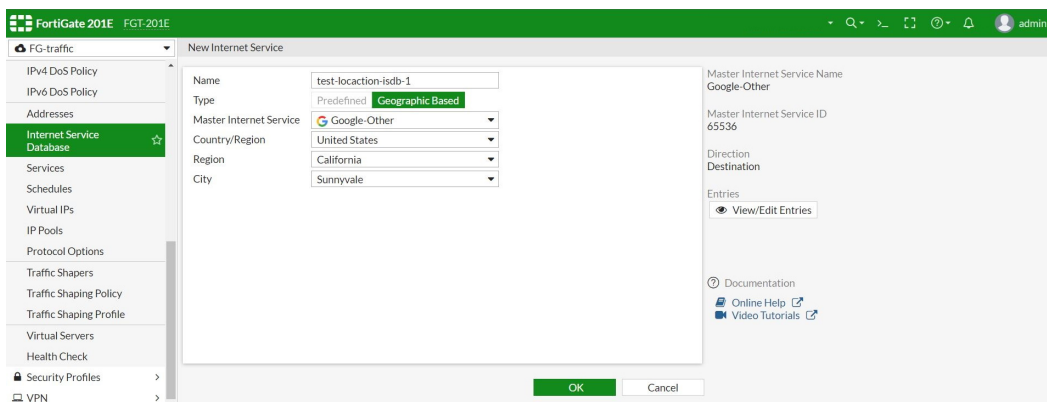 FortiGate 201E FGT-201E
admin
FG-traffic
New Internet Service
IPv4 DoS Policy
IPv6 DoS Policy
Addresses
Internet Service
Database
Services
Schedules
Virtual IPs
IP Pools
Protocol Options
Traffic Shapers
Traffic Shaping Policy
Traffic Shaping Profile
Virtual Servers
Health Check
Security Profiles
VPN
Name test-locaction-isdb-1
Type Predefined Geographic Based
Master Internet Service Google-Other
Country/Region United States
Region California
City Sunnyvale
OK Cancel
Master Internet Service Name
Google-Other
Master Internet Service ID
65536
Direction
Destination
Entries
View/Edit Entries
Documentation
Online Help
Video Tutorials